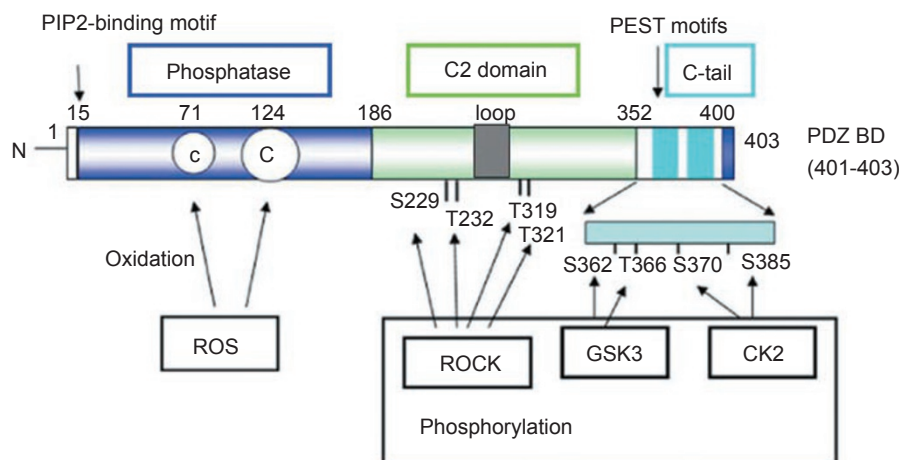 PIP2-binding motif
PEST motifs
Phosphatase
C2 domain
C-tail
15
71
124
186
loop
352
400
1
N
c
C
403
PDZ BD
(401-403)
S229
T232
T319
T321
Oxidation
S362
T366
S370
S385
ROS
ROCK
GSK3
CK2
Phosphorylation